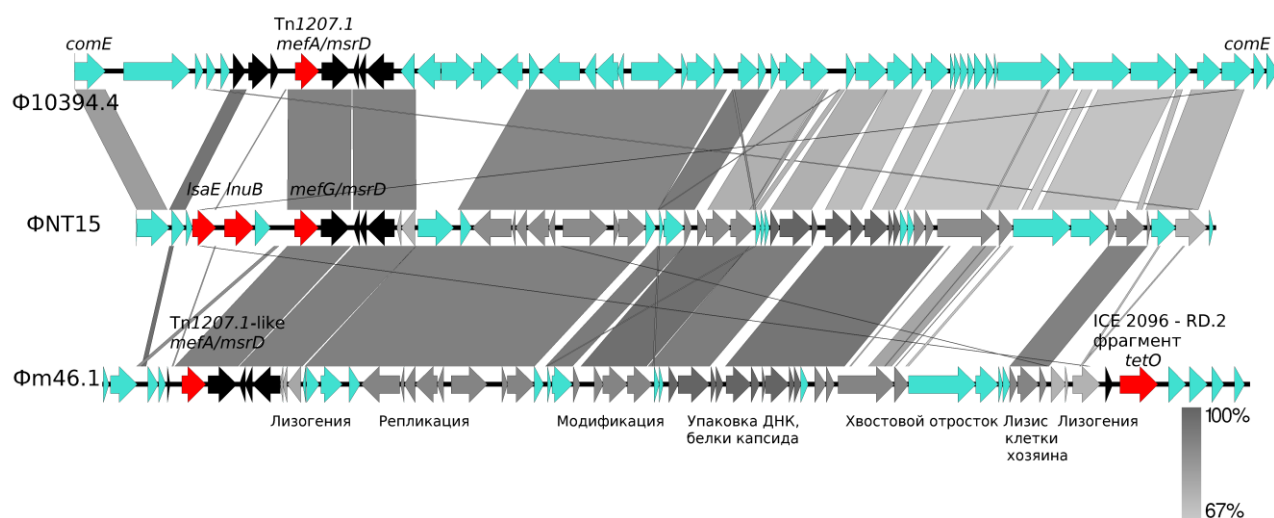 Tn1207.1
comE
mefA/msrD
comE
Φ10394.4
lsaE lnuB
mefG/msrD
ΦNT15
Tn1207.1-like
mefA/msrD
ICE 2096 - RD.2
фрагмент
tetO
Φm46.1
Лизогения
Репликация
Модификация
Упаковка ДНК,
белки капсида
Хвостовой отросток
Лизис
клетки
хозяина
Лизогения
100%
67%